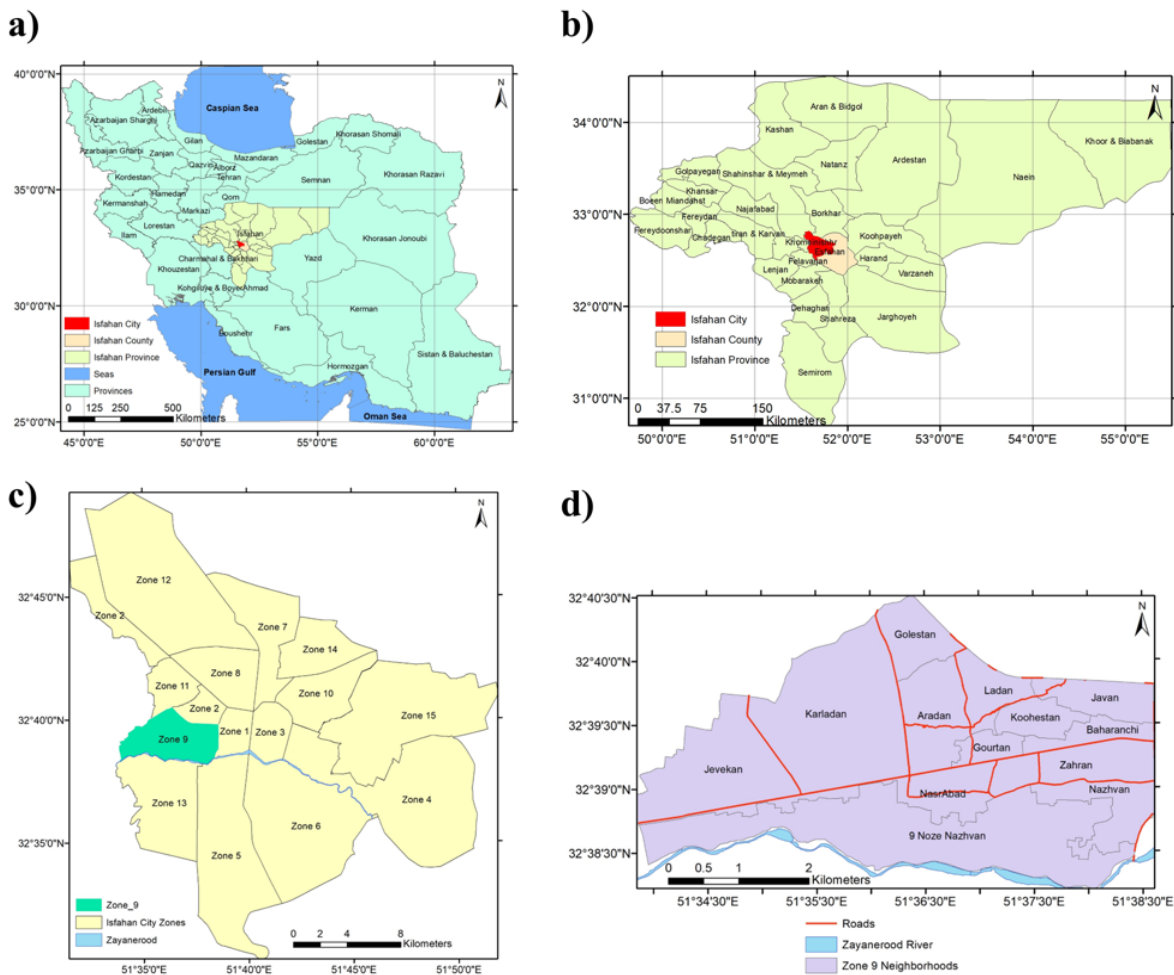 a)
N
40°0'0"N
35°0'0"N
30°0'0"N
25°0'0"N
Caspian Sea
Ardebil
Azarbaijan Sharghi
Azarbaijan Gharbi
Gilan
Golestan
Khorasan Shomali
Zanjan
Mazandaran
Qazvin
Alborz
Tehran
Kordestan
Semnan
Khorasan Razavi
Hamedan
Qom
Kermanshah
Markazi
Lorestan
Isfahan
Ilam
Khorasan Jonoubi
Charmahal & Bakhtiari
Yazd
Khouzestan
Kohgiloye & BoyerAhmad
Kerman
Boushehr
Fars
Sistan & Baluchestan
Persian Gulf
Hormozgan
Oman Sea
Isfahan City
Isfahan County
Isfahan Province
Seas
Provinces
0 125 250 500
Kilometers
45°0'0"E 50°0'0"E 55°0'0"E 60°0'0"E
b)
N
34°0'0"N
33°0'0"N
32°0'0"N
31°0'0"N
Aran & Bidgol
Kashan
Khoor & Biabanak
Natanz
Ardestan
Golpayegan
Shahinshar & Meymeh
Naein
Khansar
Boeen Miandasht
Najafabad
Borkhar
Fereydan
Fereydoonshar
Tiran & Karvan
Koohpayeh
Chadegan
Harand
Pelavarjan
Lenjan
Varzaneh
Mobarakeh
Dehaghan
Shahreza
Jarghoyeh
Semirom
Isfahan City
Isfahan County
Isfahan Province
0 37.5 75 150
Kilometers
50°0'0"E 51°0'0"E 52°0'0"E 53°0'0"E 54°0'0"E 55°0'0"E
c)
N
32°45'0"N
32°40'0"N
32°35'0"N
Zone 12
Zone 2
Zone 7
Zone 14
Zone 8
Zone 11
Zone 10
Zone 2
Zone 15
Zone 1
Zone 3
Zone 9
Zone 13
Zone 4
Zone 6
Zone 5
Zone_9
Isfahan City Zones
Zayanerood
0 2 4 8
Kilometers
51°35'0"E 51°40'0"E 51°45'0"E 51°50'0"E
d)
N
32°40'30"N
32°40'0"N
32°39'30"N
32°39'0"N
32°38'30"N
Golestan
Ladan
Javan
Karladan
Aradan
Koohestan
Baharanchi
Gourtan
Jevekan
Zahran
NasrAbad
Nazhvan
9 Noze Nazhvan
0 0.5 1 2
Kilometers
51°34'30"E 51°35'30"E 51°36'30"E 51°37'30"E 51°38'30"E
Roads
Zayanerood River
Zone 9 Neighborhoods